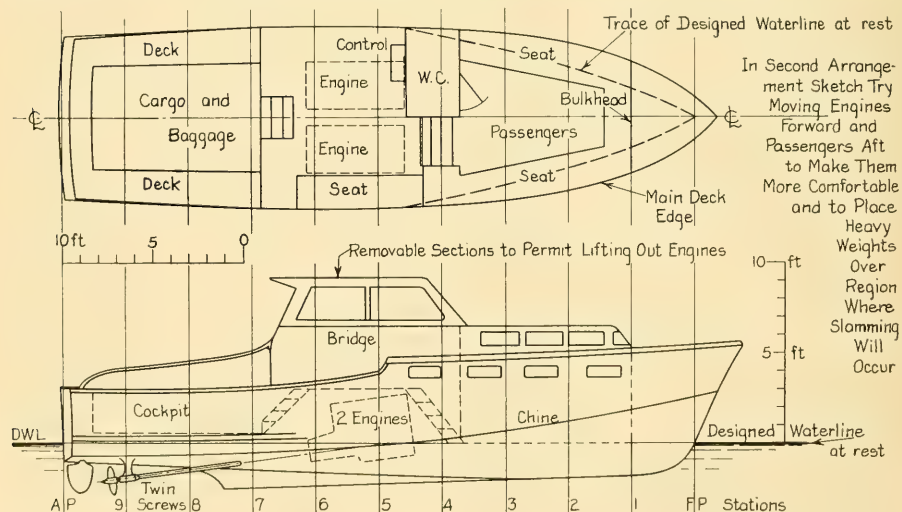 Deck
Control
Seat
Trace of Designed Waterline at rest
Engine
W.C.
Cargo and
Baggage
Bulkhead
℄
℄
Passengers
Engine
Deck
Seat
Seat
Main Deck
Edge
In Second Arrange-
ment Sketch Try
Moving Engines
Forward and
Passengers Aft
to Make Them
More Comfortable
and to Place
Heavy
Weights
Over
Region
Where
Slamming
Will
Occur
10 ft 5 0
Removable Sections to Permit Lifting Out Engines
10 ft
5 ft
Bridge
Cockpit
2 Engines
Chine
DWL
Designed Waterline
at rest
Twin
Screws
A P 9 8 7 6 5 4 3 2 1 F P Stations